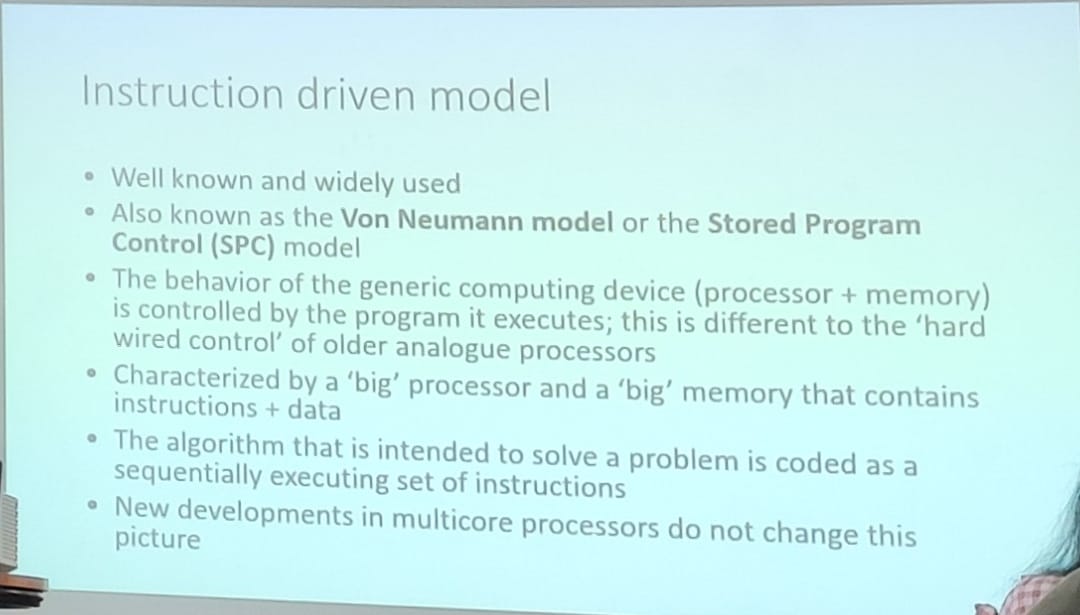 Instruction driven model
• Well known and widely used
• Also known as the Von Neumann model or the Stored Program
Control (SPC) model
• The behavior of the generic computing device (processor + memory)
is controlled by the program it executes; this is different to the ‘hard
wired control’ of older analogue processors
• Characterized by a ‘big’ processor and a ‘big’ memory that contains
instructions + data
• The algorithm that is intended to solve a problem is coded as a
sequentially executing set of instructions
• New developments in multicore processors do not change this
picture